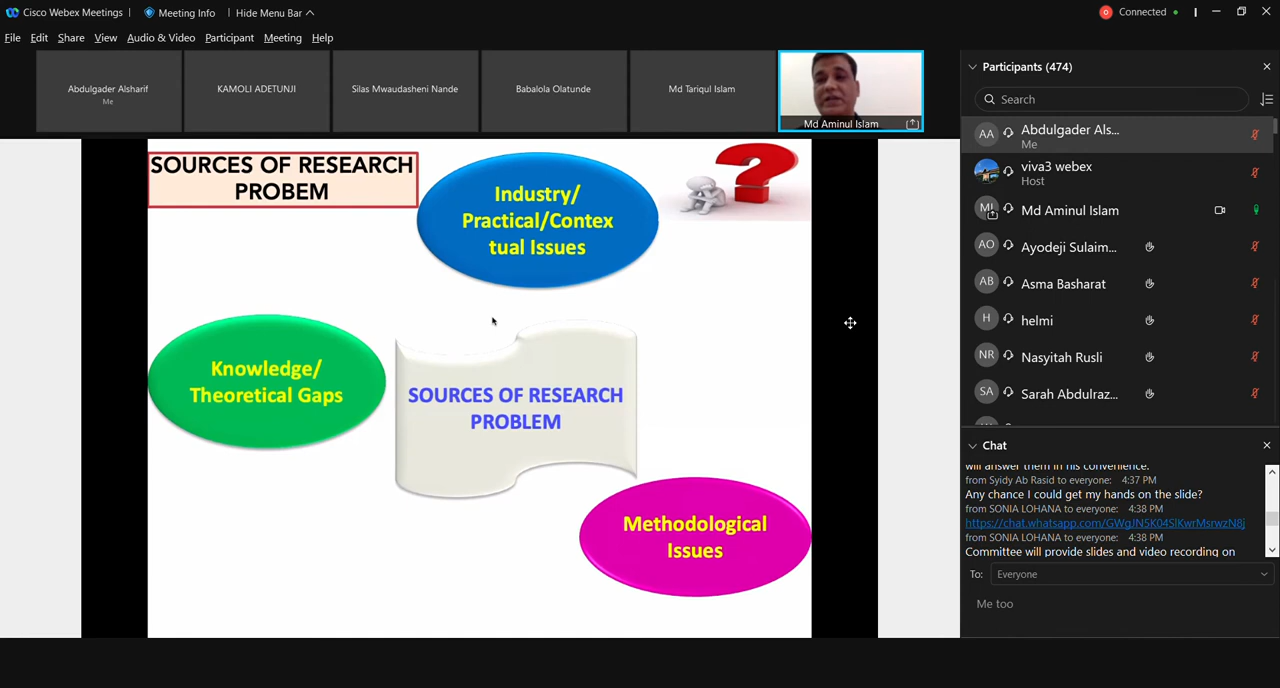 Cisco Webex Meetings | Meeting Info | Hide Menu Bar
Connected
File Edit Share View Audio & Video Participant Meeting Help
Abdulgader Alsharif
Me
KAMOLI ADETUNJI
Silas Mwaudasheni Nande
Babalola Olatunde
Md Tariqul Islam
Md Aminul Islam
SOURCES OF RESEARCH
PROBEM
Industry/
Practical/Contex
tual Issues
Knowledge/
Theoretical Gaps
SOURCES OF RESEARCH
PROBLEM
Methodological
Issues
Participants (474)
Search
AA Abdulgader Als...
Me
viva3 webex
Host
MI Md Aminul Islam
AO Ayodeji Sulaim...
AB Asma Basharat
H helmi
NR Nasyitah Rusli
SA Sarah Abdulraz...
Chat
will answer them in his convenience.
from Syidy Ab Rasid to everyone: 4:37 PM
Any chance I could get my hands on the slide?
from SONIA LOHANA to everyone: 4:38 PM
from SONIA LOHANA to everyone: 4:38 PM
Committee will provide slides and video recording on
To: Everyone
Me too